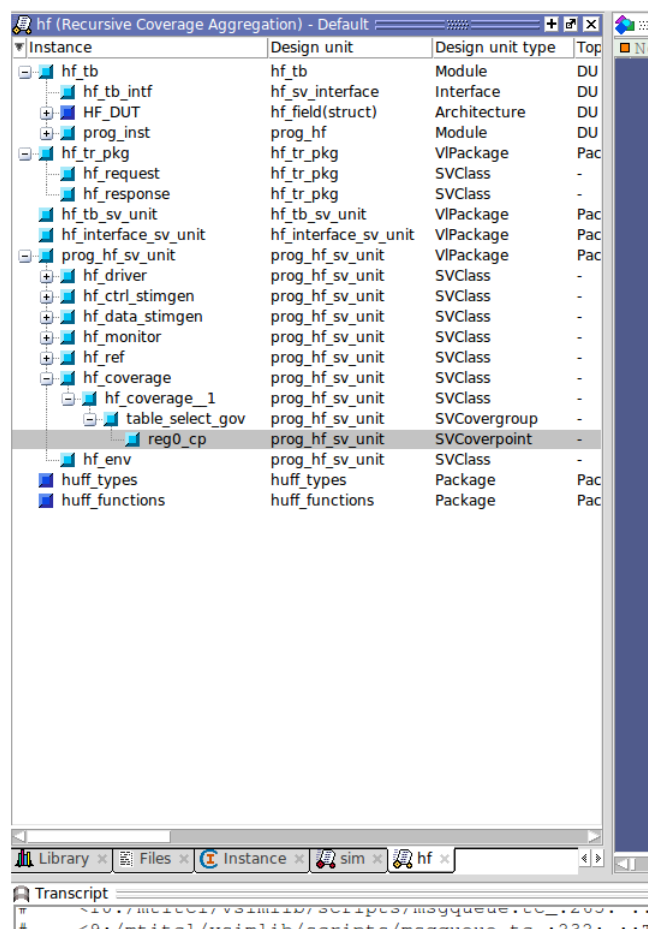 hf (Recursive Coverage Aggregation) - Default
Instance Design unit Design unit type Top
hf_tb hf_tb Module DU
hf_tb_intf hf_sv_interface Interface DU
HF_DUT hf_field(struct) Architecture DU
prog_inst prog_hf Module DU
hf_tr_pkg hf_tr_pkg VlPackage Pac
hf_request hf_tr_pkg SVClass -
hf_response hf_tr_pkg SVClass -
hf_tb_sv_unit hf_tb_sv_unit VlPackage Pac
hf_interface_sv_unit hf_interface_sv_unit VlPackage Pac
prog_hf_sv_unit prog_hf_sv_unit VlPackage Pac
hf_driver prog_hf_sv_unit SVClass -
hf_ctrl_stimgen prog_hf_sv_unit SVClass -
hf_data_stimgen prog_hf_sv_unit SVClass -
hf_monitor prog_hf_sv_unit SVClass -
hf_ref prog_hf_sv_unit SVClass -
hf_coverage prog_hf_sv_unit SVClass -
hf_coverage__1 prog_hf_sv_unit SVClass -
table_select_gov prog_hf_sv_unit SVCovergroup -
reg0_cp prog_hf_sv_unit SVCoverpoint -
hf_env prog_hf_sv_unit SVClass -
huff_types huff_types Package Pac
huff_functions huff_functions Package Pac
Library Files Instance sim hf
Transcript